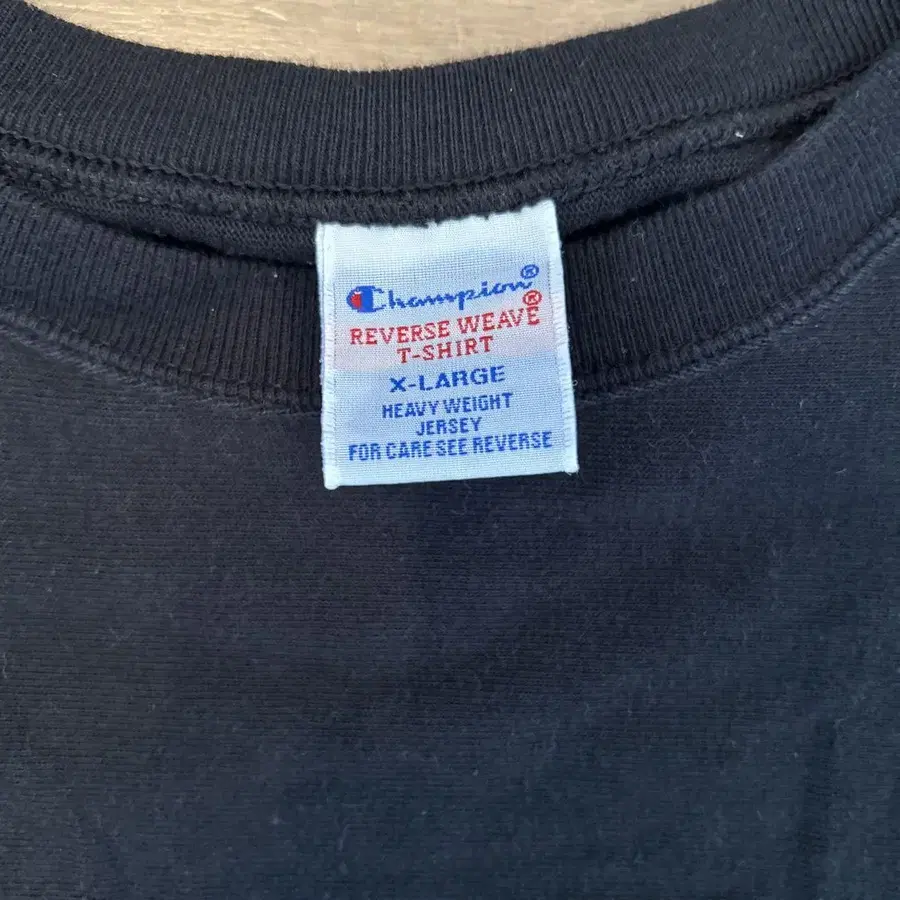 Champion®
REVERSE WEAVE®
T-SHIRT
X-LARGE
HEAVY WEIGHT
JERSEY
FOR CARE SEE REVERSE